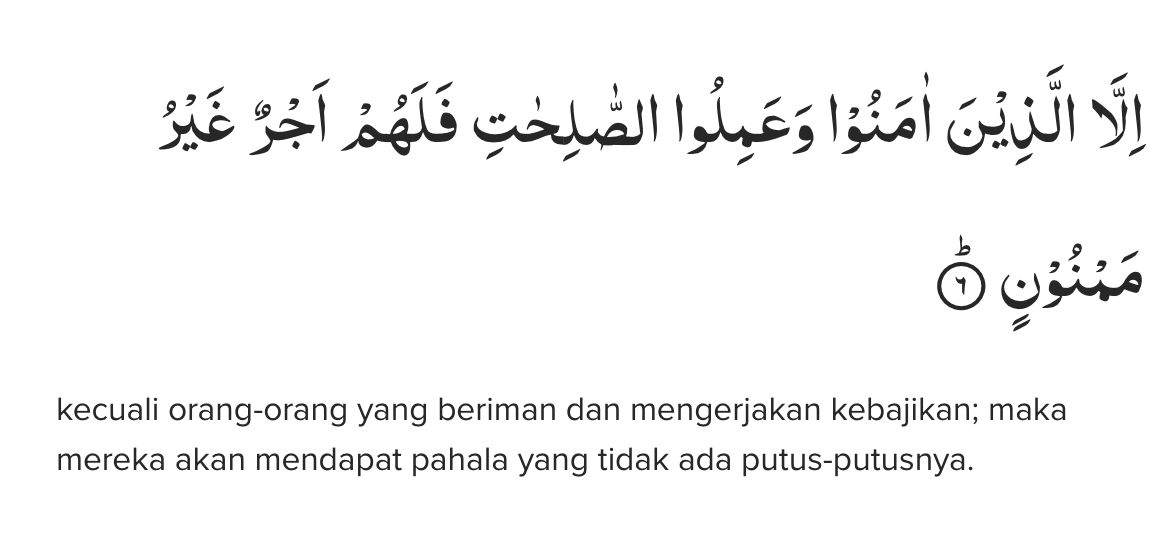 اِلَّا الَّذِيْنَ اٰمَنُوْا وَعَمِلُوا الصّٰلِحٰتِ فَلَهُمْ اَجْرٌ غَيْرُ
مَمْنُوْنٍۗ ٦
kecuali orang-orang yang beriman dan mengerjakan kebajikan; maka
mereka akan mendapat pahala yang tidak ada putus-putusnya.